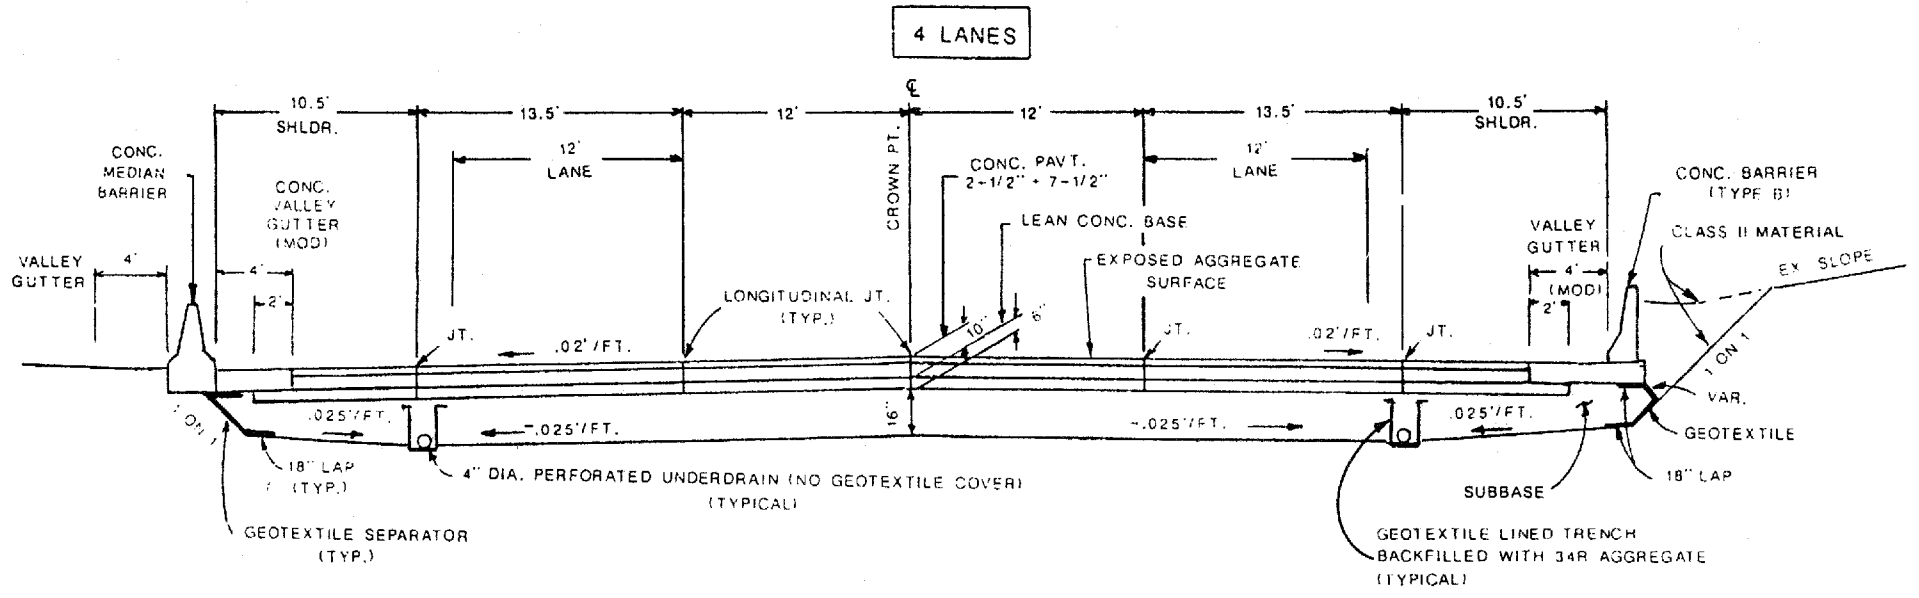 4 LANES
℄
10.5'
SHLDR.
13.5'
12'
12'
13.5'
10.5'
SHLDR.
CONC.
MEDIAN
BARRIER
12'
LANE
CROWN PT.
CONC. PAVT.
2-1/2" + 7-1/2"
12'
LANE
CONC. BARRIER
(TYPE B)
CONC.
VALLEY
GUTTER
(MOD)
LEAN CONC. BASE
VALLEY
GUTTER
4'
(MOD)
2'
CLASS II MATERIAL
EX SLOPE
VALLEY
GUTTER
4'
4'
2'
EXPOSED AGGREGATE
SURFACE
LONGITUDINAL JT.
(TYP.)
10"
6"
JT.
.02'/FT.
JT.
.02'/FT.
JT.
1 ON 1
1 ON 1
.025'/FT.
-.025'/FT.
16"
-.025'/FT.
.025'/FT.
VAR.
GEOTEXTILE
18" LAP
(TYP.)
4" DIA. PERFORATED UNDERDRAIN (NO GEOTEXTILE COVER)
(TYPICAL)
SUBBASE
18" LAP
GEOTEXTILE SEPARATOR
(TYP.)
GEOTEXTILE LINED TRENCH
BACKFILLED WITH 34R AGGREGATE
(TYPICAL)